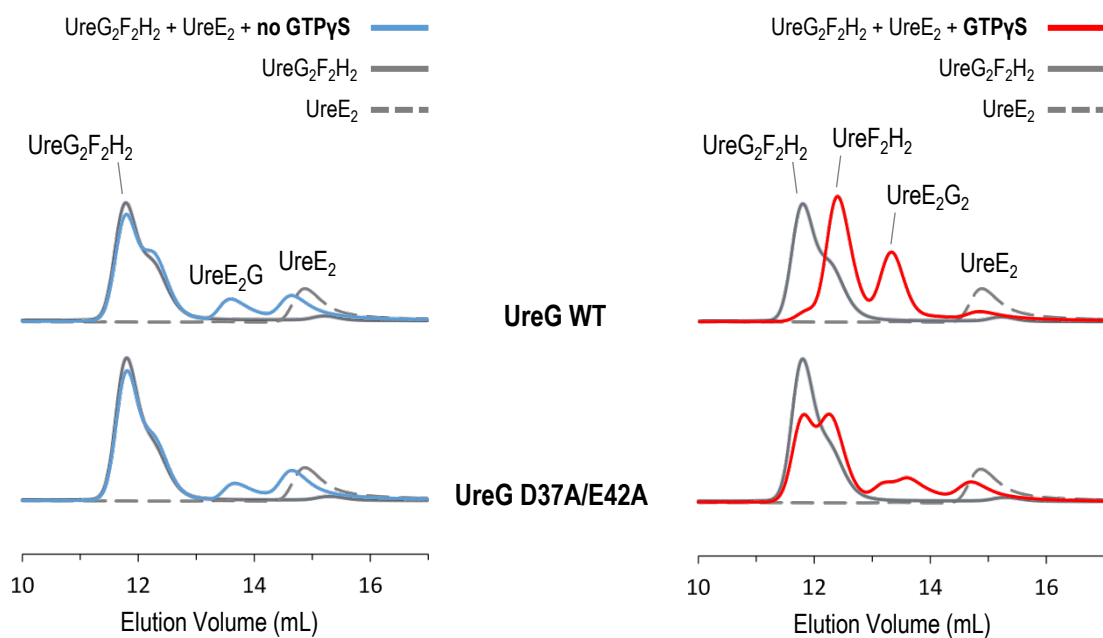 UreG₂F₂H₂ + UreE₂ + no GTPγS
UreG₂F₂H₂
UreE₂
UreG₂F₂H₂
UreE₂G
UreE₂
UreG₂F₂H₂ + UreE₂ + GTPγS
UreG₂F₂H₂
UreE₂
UreG₂F₂H₂
UreF₂H₂
UreE₂G₂
UreE₂
UreG WT
UreG D37A/E42A
10 12 14 16
Elution Volume (mL)
10 12 14 16
Elution Volume (mL)